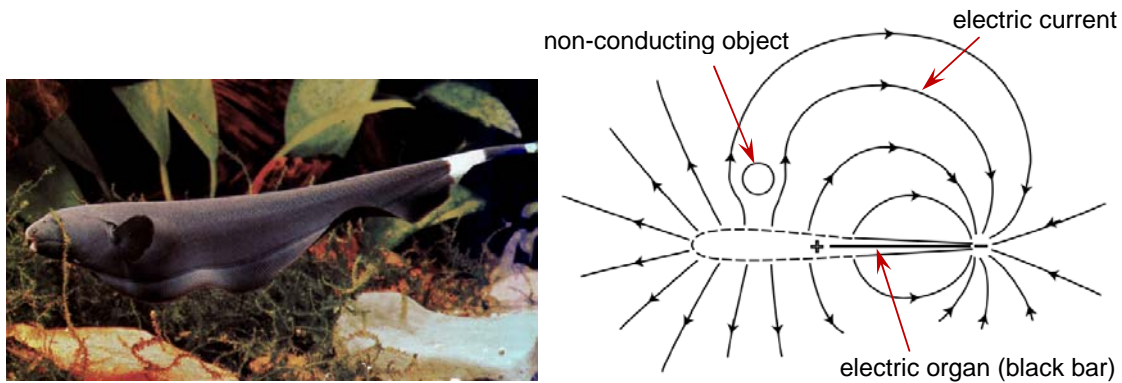 electric current
non-conducting object
+
-
electric organ (black bar)